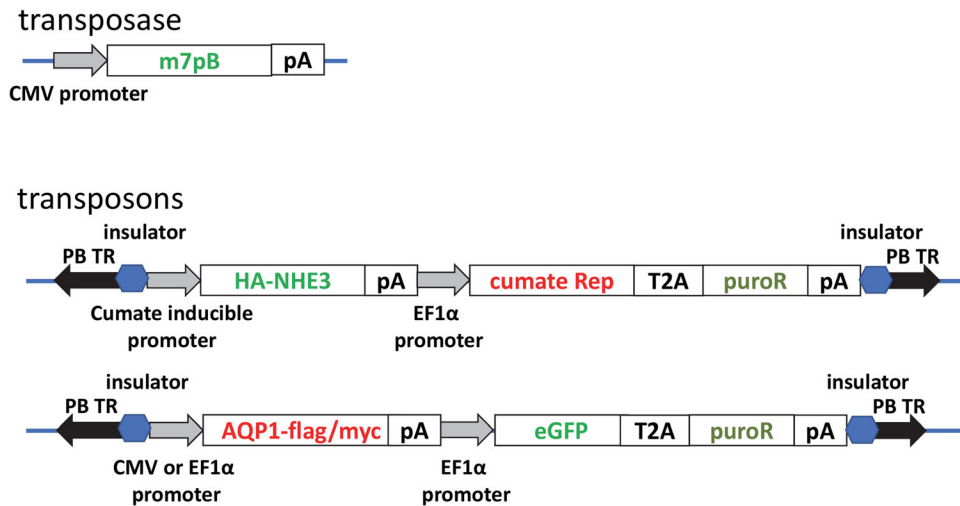 transposase
m7pB pA
CMV promoter
transposons
insulator insulator
PB TR PB TR
HA-NHE3 pA cumate Rep T2A puroR pA
Cumate inducible EF1α
promoter promoter
insulator insulator
PB TR PB TR
AQP1-flag/myc pA eGFP T2A puroR pA
CMV or EF1α EF1α
promoter promoter